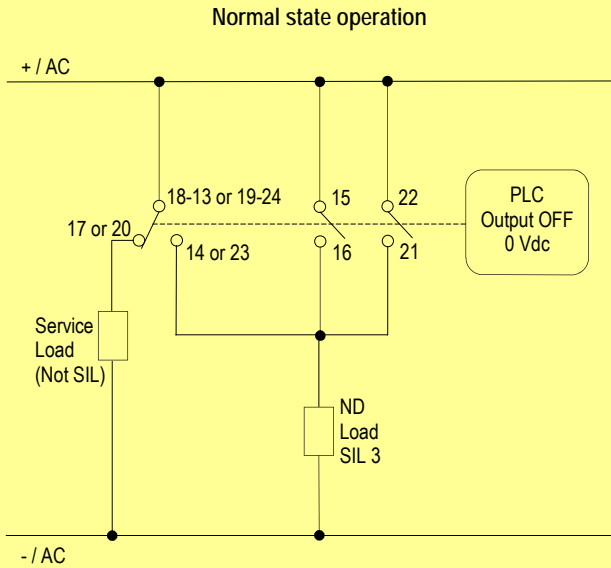 Normal state operation
+ / AC
18-13 or 19-24
15
22
PLC
Output OFF
0 Vdc
17 or 20
14 or 23
16
21
Service
Load
(Not SIL)
ND
Load
SIL 3
- / AC